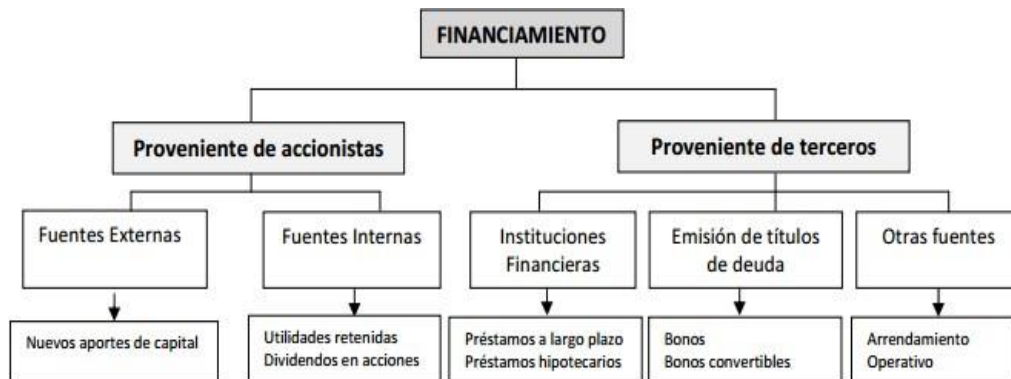 FINANCIAMIENTO
Proveniente de accionistas
Proveniente de terceros
Fuentes Externas
Fuentes Internas
Instituciones
Financieras
Emisión de títulos
de deuda
Otras fuentes
Nuevos aportes de capital
Utilidades retenidas
Dividendos en acciones
Préstamos a largo plazo
Préstamos hipotecarios
Bonos
Bonos convertibles
Arrendamiento
Operativo